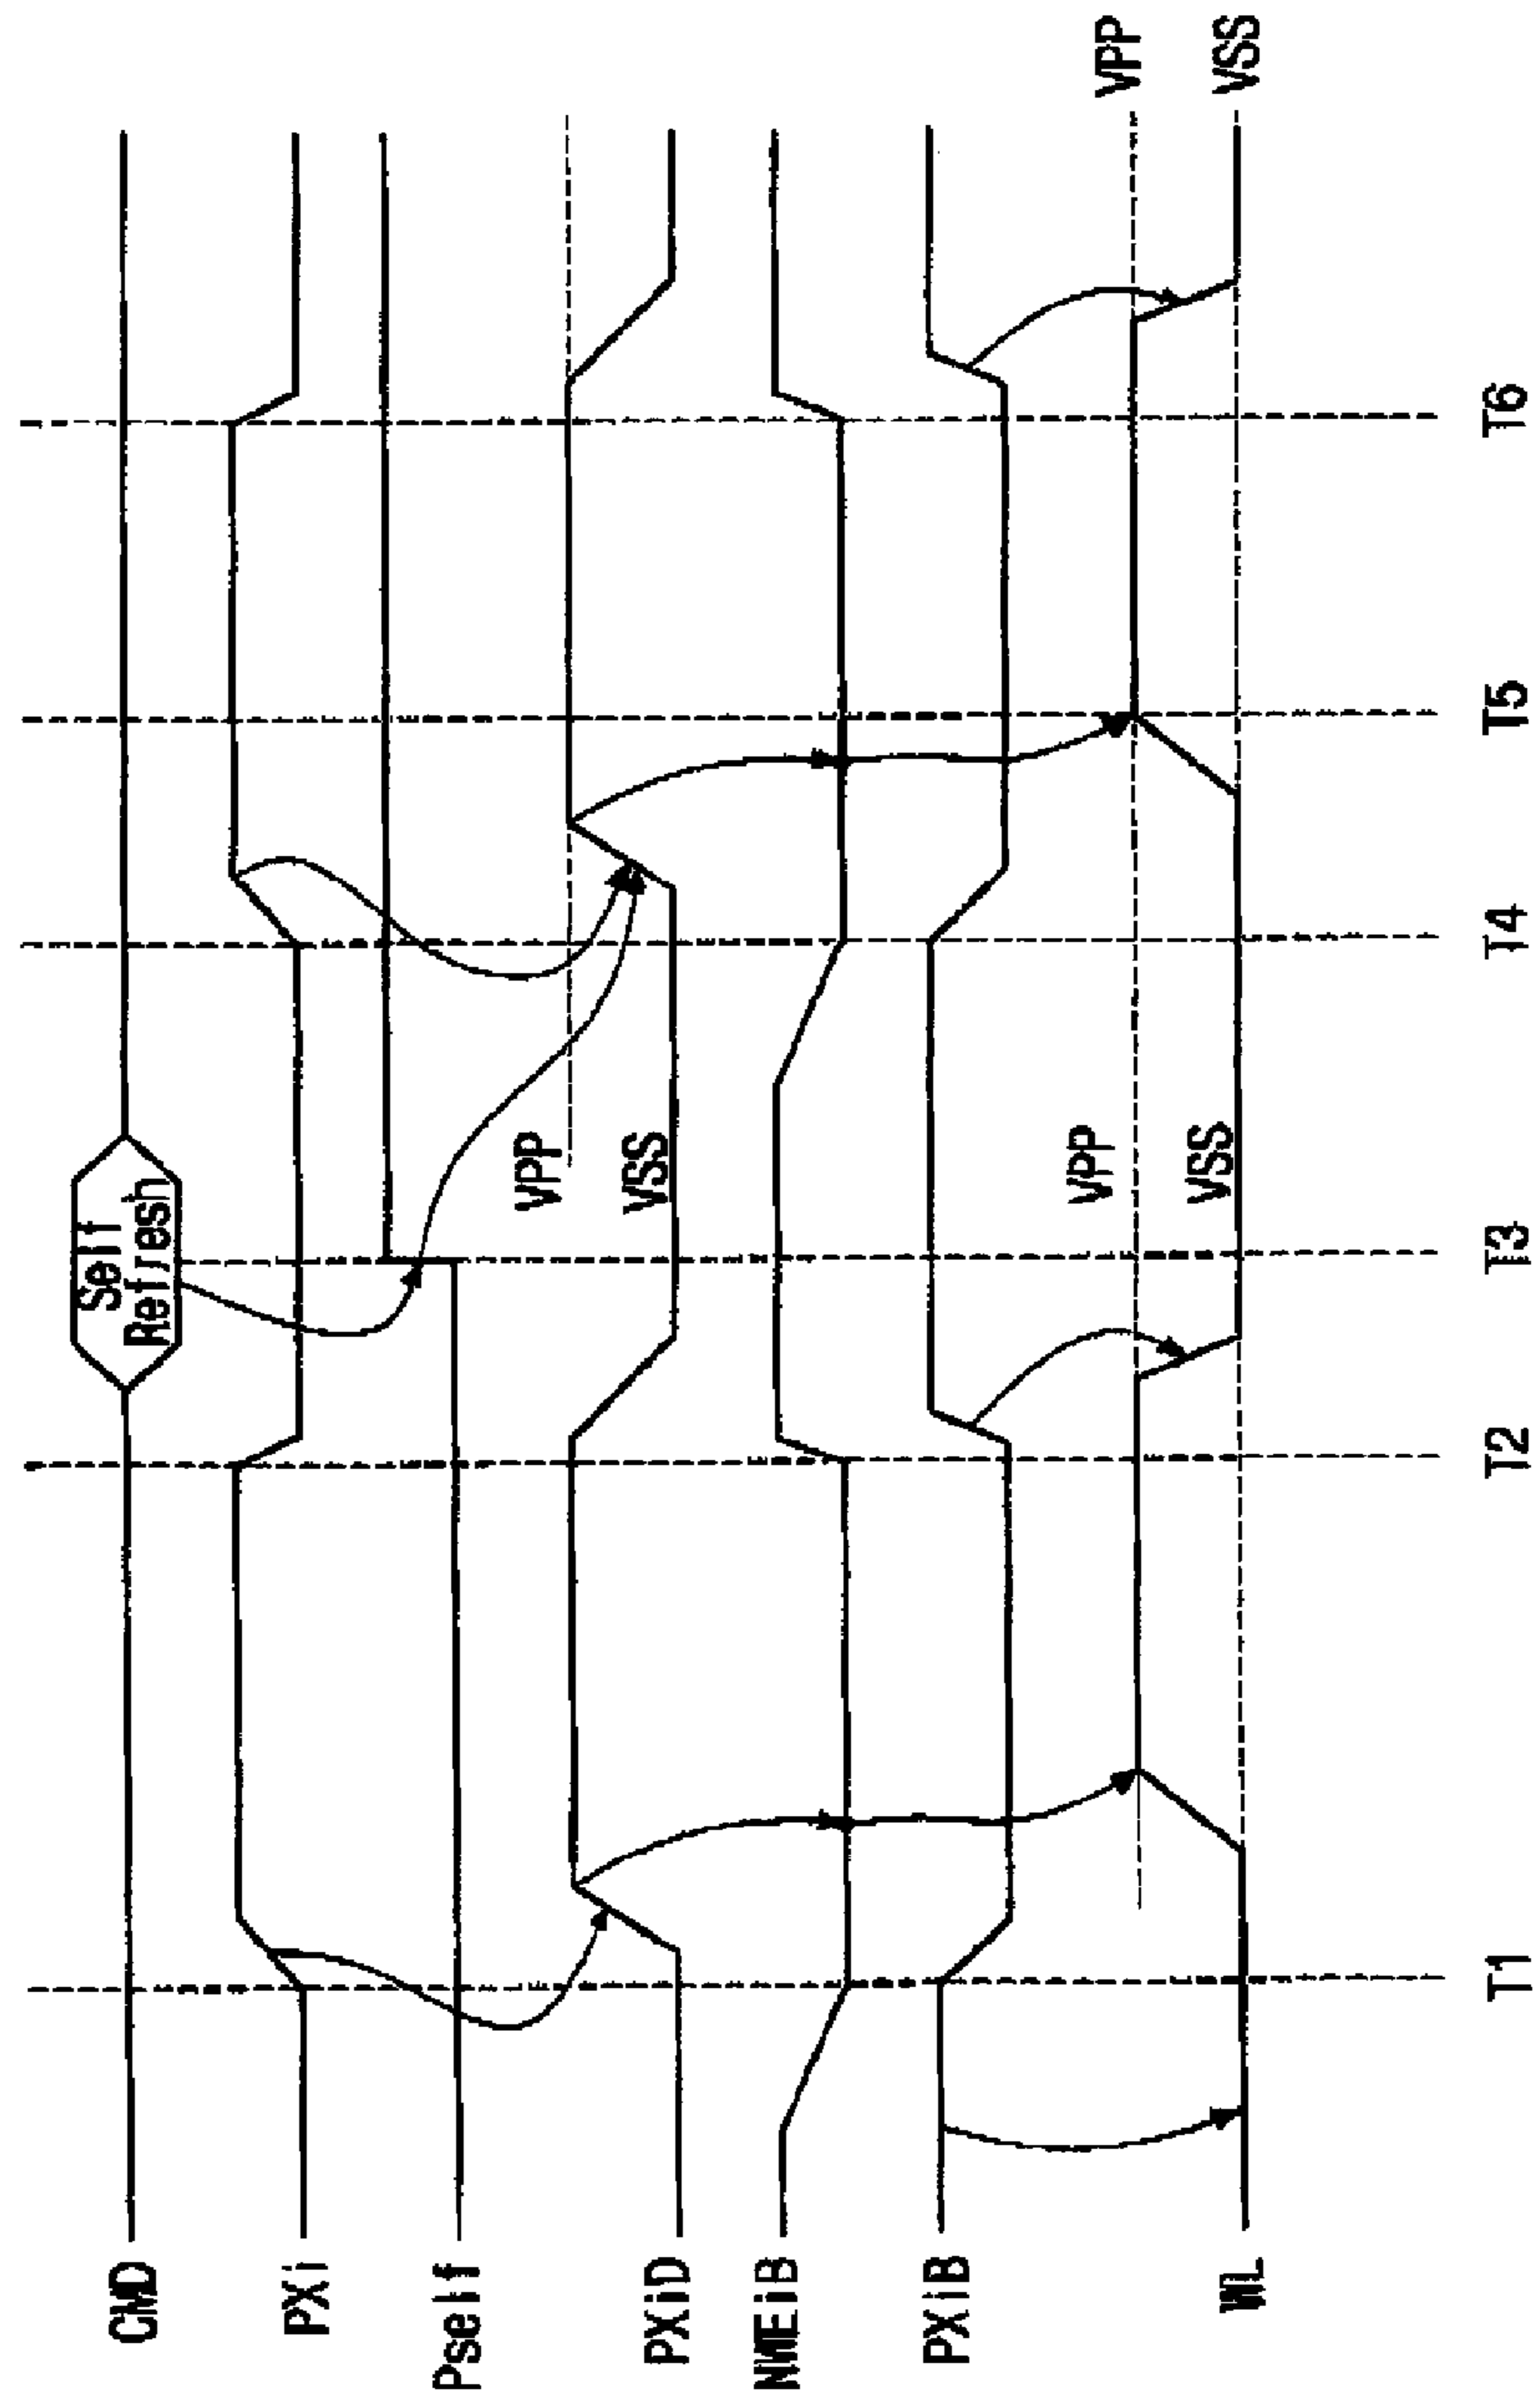 CMD
Self
Refresh
PXi
Pself
PXiD
VPP
VSS
NWEiB
PXiB
WL
VPP
VSS
VPP
VSS
T1
T2
T3
T4
T5
T6